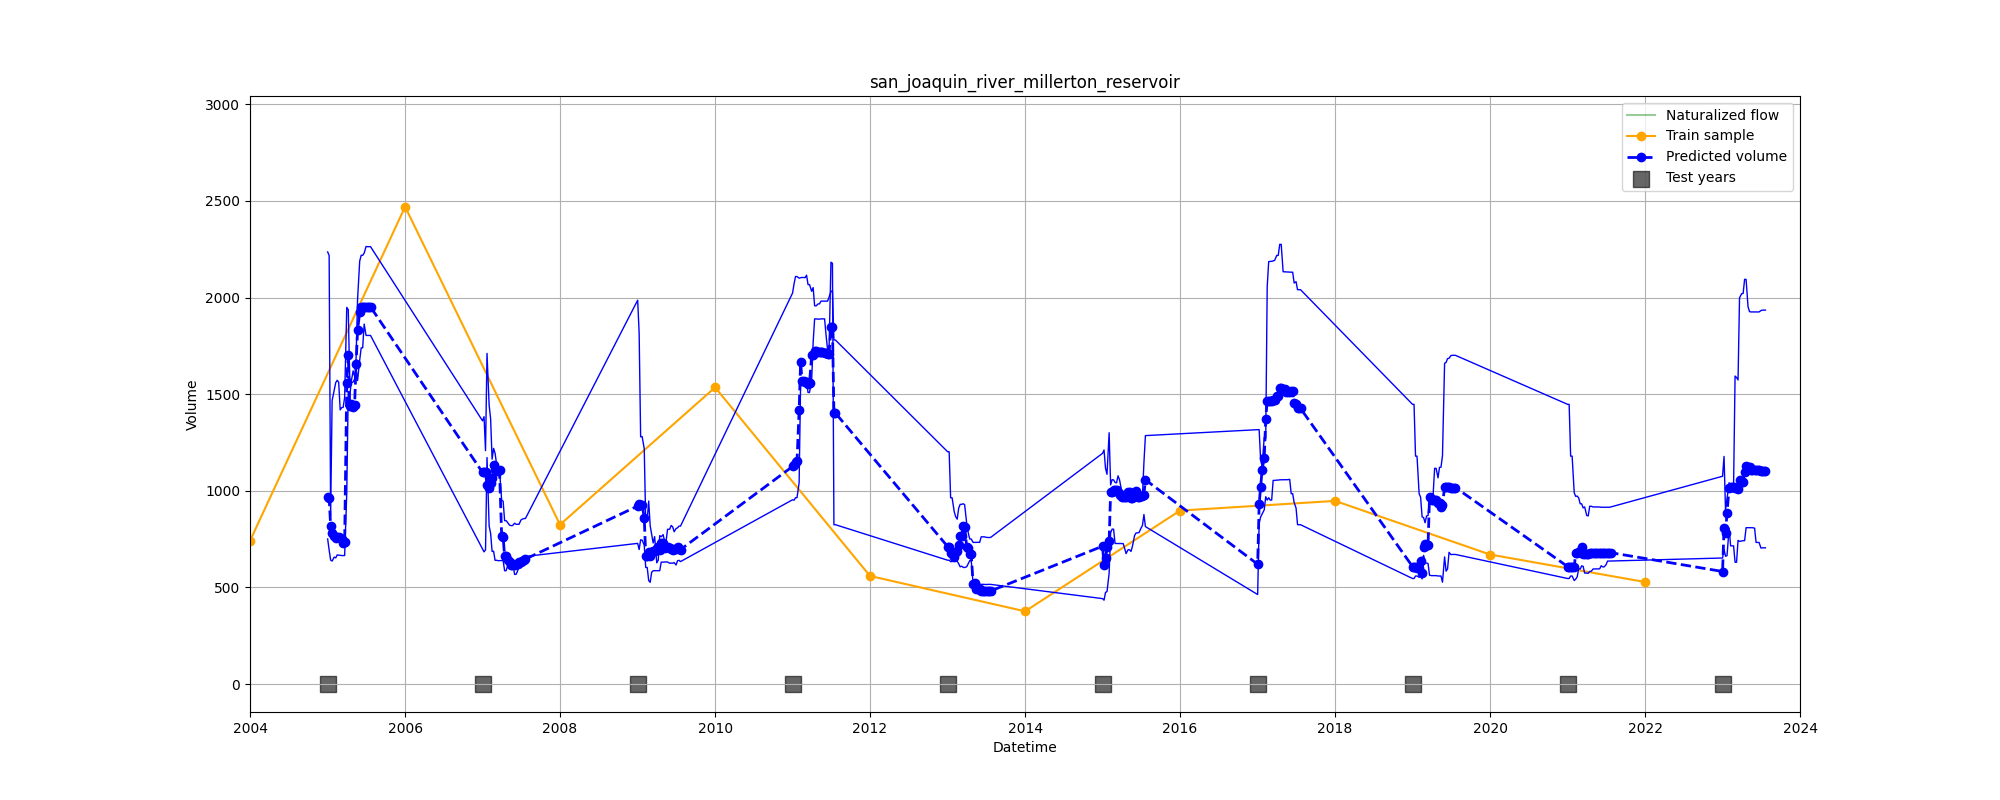 san_joaquin_river_millerton_reservoir
3000
2500
2000
1500
1000
500
0
Volume
Naturalized flow
Train sample
Predicted volume
Test years
2004 2006 2008 2010 2012 2014 2016 2018 2020 2022 2024
Datetime